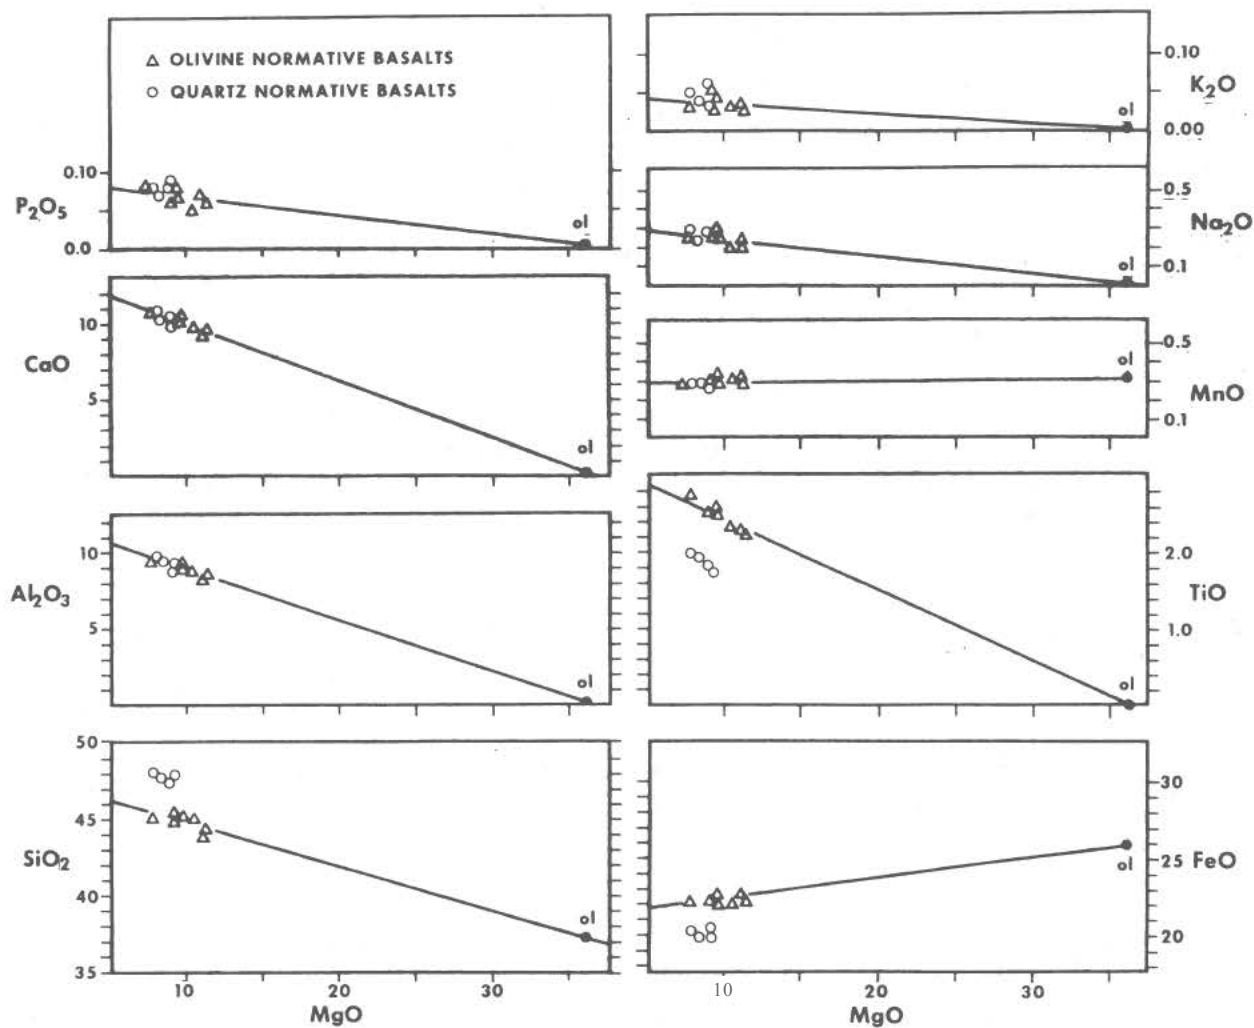 △ OLIVINE NORMATIVE BASALTS
○ QUARTZ NORMATIVE BASALTS
0.10
P₂O₅
0.0
ol
10
CaO
5
ol
10
Al₂O₃
5
ol
50
45
SiO₂
40
35
ol
10 20 30
MgO
0.10
K₂O
0.00
ol
0.5
Na₂O
0.1
ol
0.5
MnO
0.1
ol
2.0
TiO
1.0
ol
30
25
FeO
20
ol
10 20 30
MgO